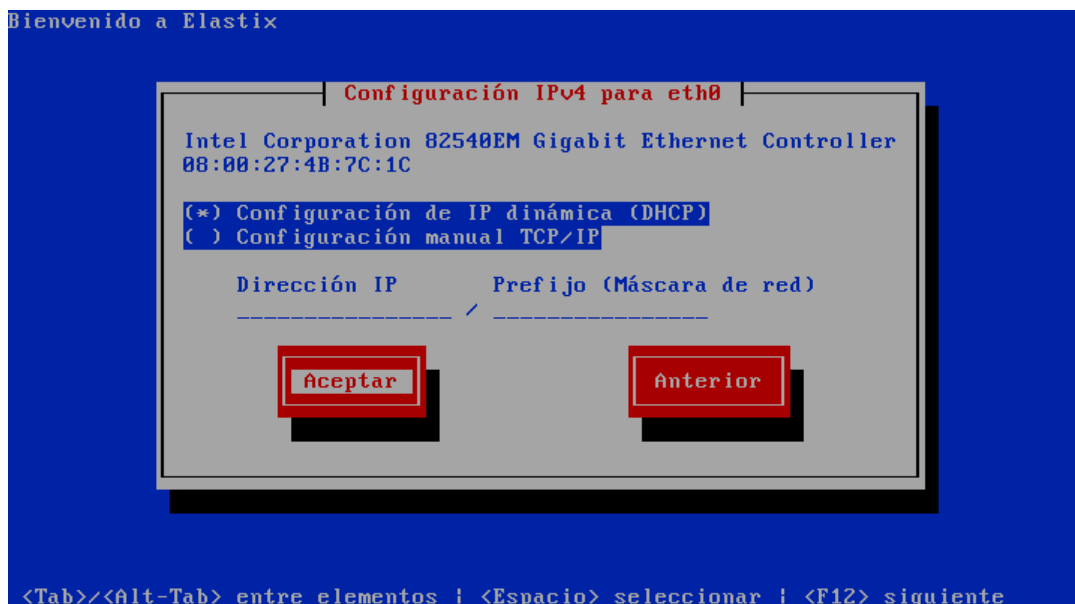 Bienvenido a Elastix
Configuración IPv4 para eth0
Intel Corporation 82540EM Gigabit Ethernet Controller
08:00:27:4B:7C:1C
(*) Configuración de IP dinámica (DHCP)
( ) Configuración manual TCP/IP
Dirección IP Prefijo (Máscara de red)
________________ / ________________
Aceptar Anterior
<Tab>/<Alt-Tab> entre elementos ¦ <Espacio> seleccionar ¦ <F12> siguiente